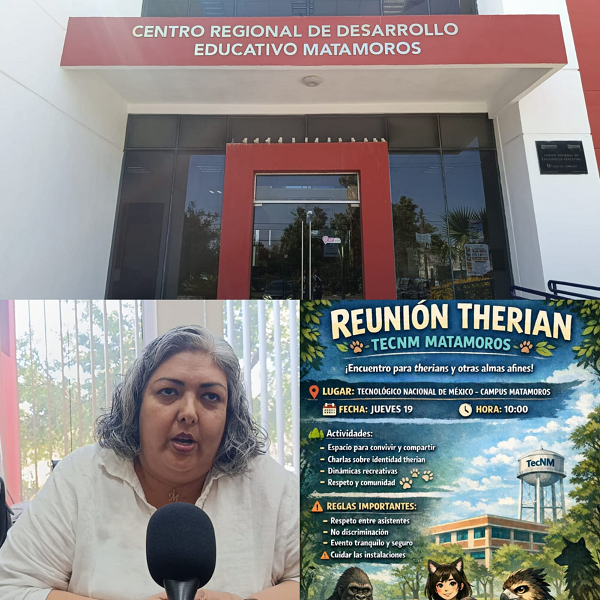 CENTRO REGIONAL DE DESARROLLO
EDUCATIVO MATAMOROS
REUNIÓN THERIAN
TECNM MATAMOROS
¡Encuentro para therians y otras almas afines!
LUGAR: TECNOLÓGICO NACIONAL DE MÉXICO - CAMPUS MATAMOROS
FECHA: JUEVES 19 HORA: 10:00
Actividades:
– Espacio para convivir y compartir
– Charlas sobre identidad therian
– Dinámicas recreativas
– Respeto y comunidad
TecNM
REGLAS IMPORTANTES:
– Respeto entre asistentes
– No discriminación
– Evento tranquilo y seguro
Cuidar las instalaciones